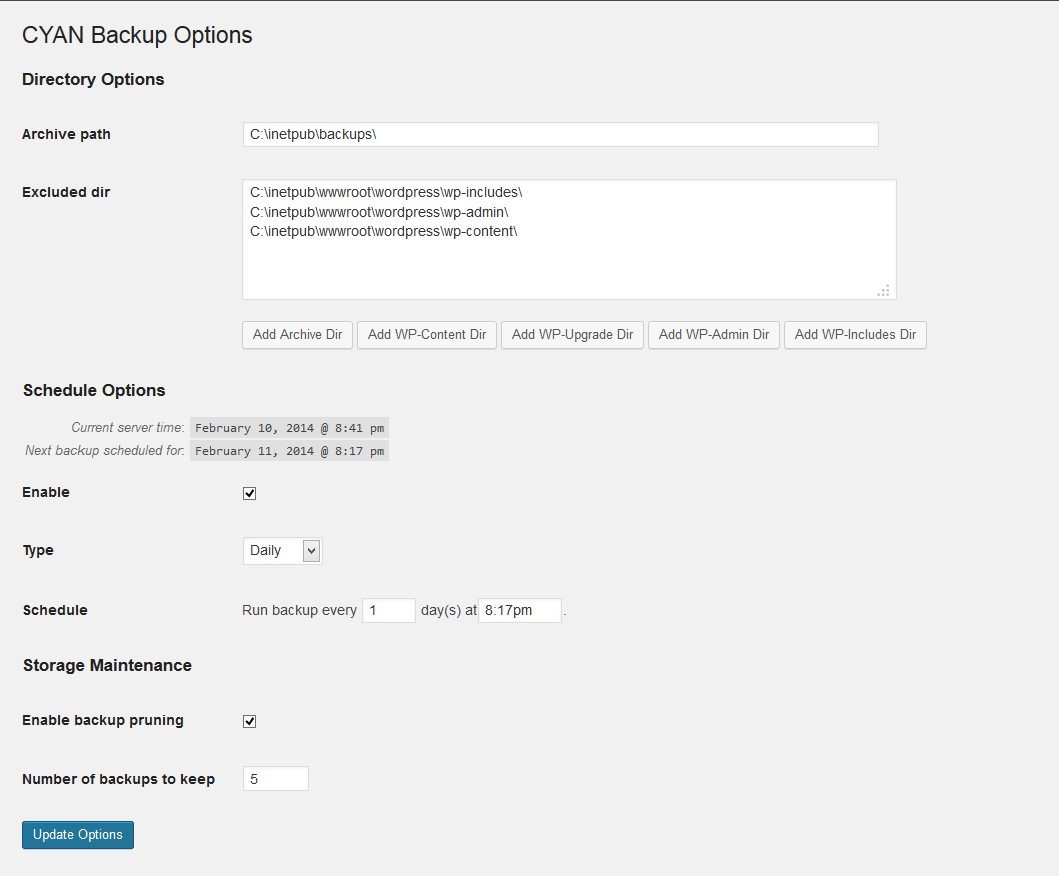 CYAN Backup Options
Directory Options
Archive path C:\inetpub\backups\
Excluded dir C:\inetpub\wwwroot\wordpress\wp-includes\
C:\inetpub\wwwroot\wordpress\wp-admin\
C:\inetpub\wwwroot\wordpress\wp-content\
Add Archive Dir Add WP-Content Dir Add WP-Upgrade Dir Add WP-Admin Dir Add WP-Includes Dir
Schedule Options
Current server time: February 10, 2014 @ 8:41 pm
Next backup scheduled for: February 11, 2014 @ 8:17 pm
Enable
Type Daily
Schedule Run backup every 1 day(s) at 8:17pm .
Storage Maintenance
Enable backup pruning
Number of backups to keep 5
Update Options